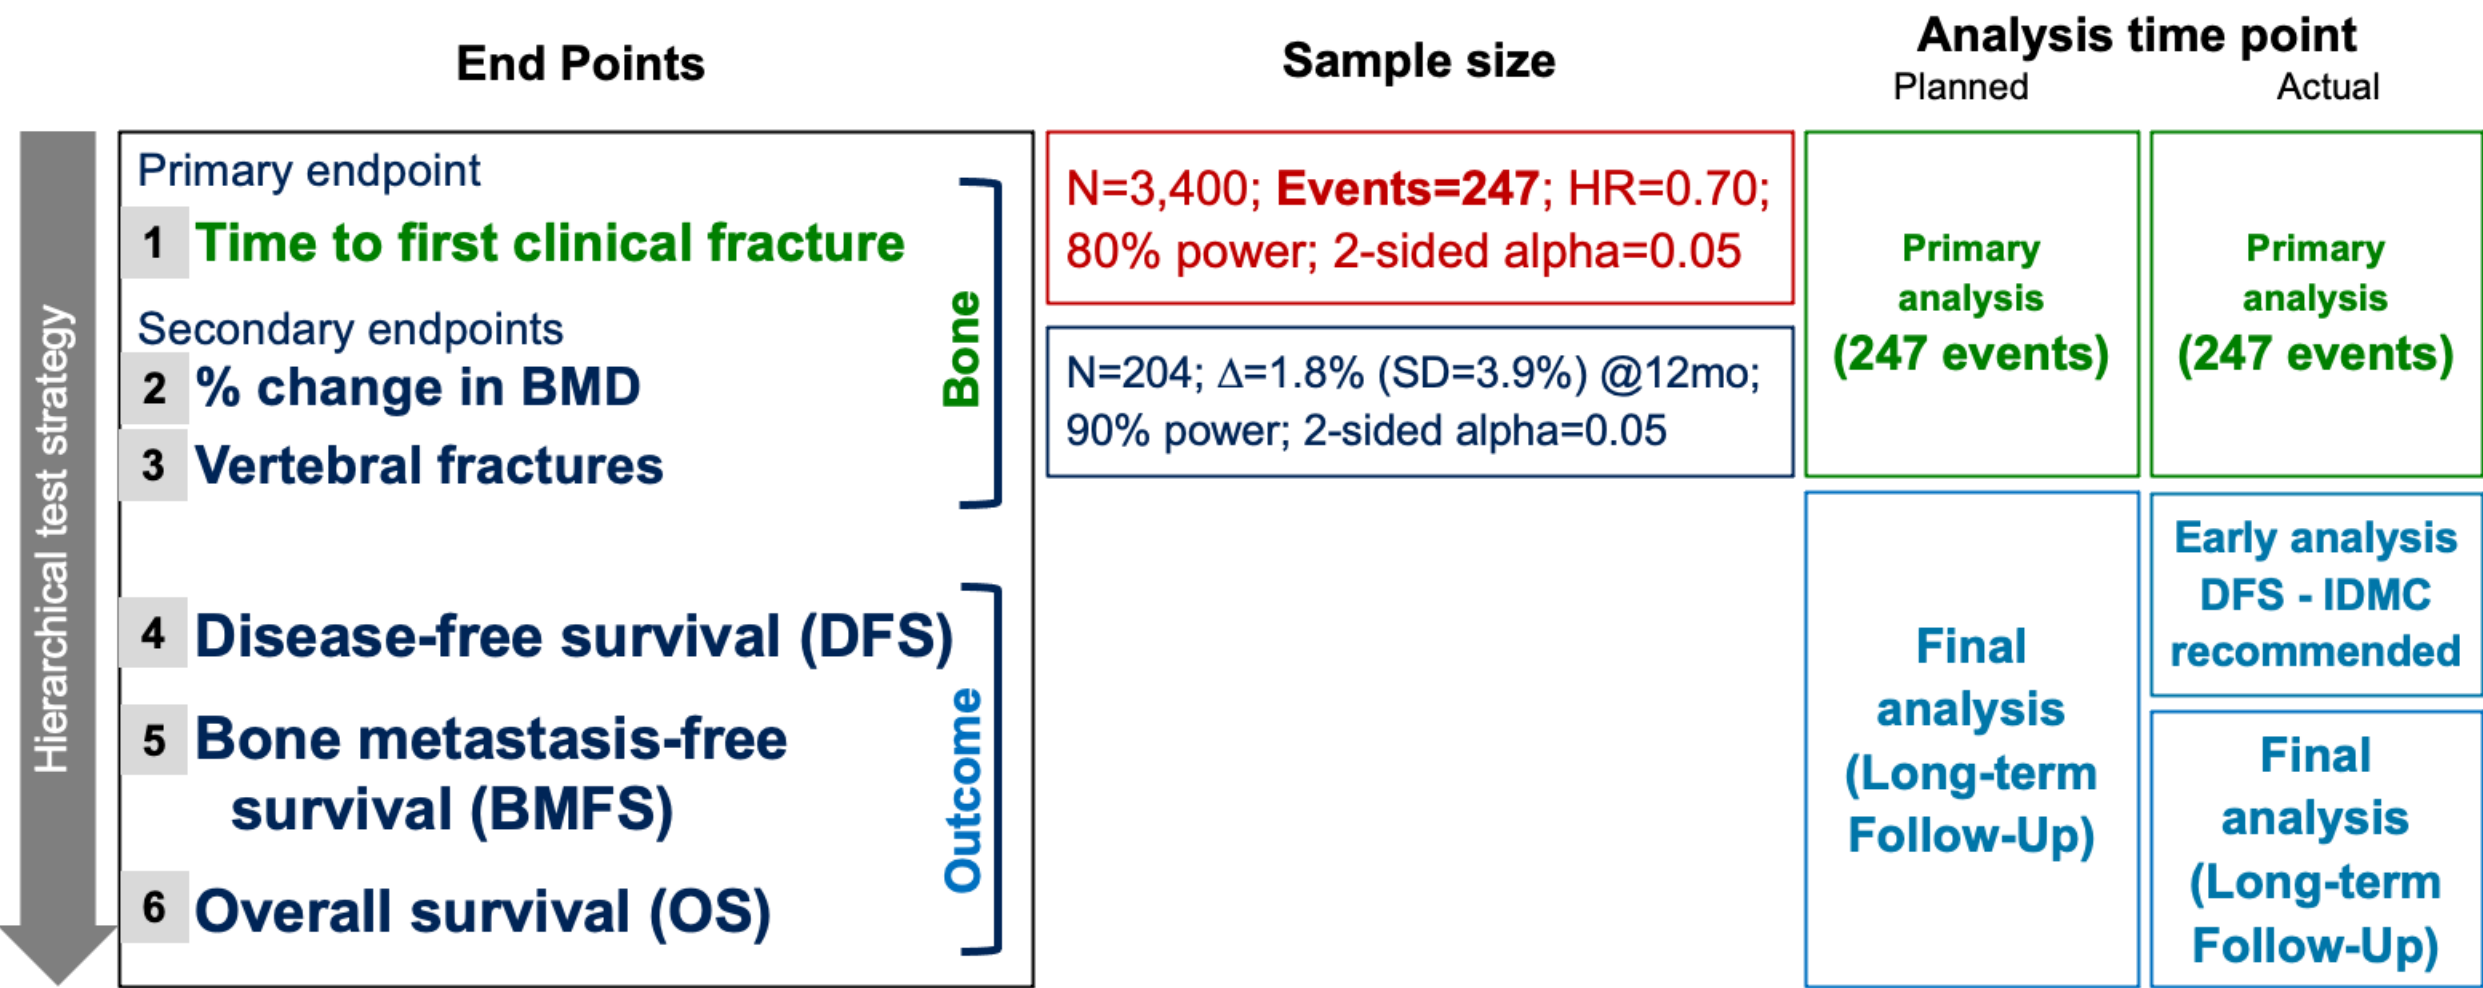 End Points
Sample size
Analysis time point
Planned
Actual
Hierarchical test strategy
Primary endpoint
1 Time to first clinical fracture
Secondary endpoints
2 % change in BMD
3 Vertebral fractures
Bone
4 Disease-free survival (DFS)
5 Bone metastasis-free
survival (BMFS)
6 Overall survival (OS)
Outcome
N=3,400; Events=247; HR=0.70;
80% power; 2-sided alpha=0.05
N=204; Δ=1.8% (SD=3.9%) @12mo;
90% power; 2-sided alpha=0.05
Primary
analysis
(247 events)
Final
analysis
(Long-term
Follow-Up)
Primary
analysis
(247 events)
Early analysis
DFS - IDMC
recommended
Final
analysis
(Long-term
Follow-Up)